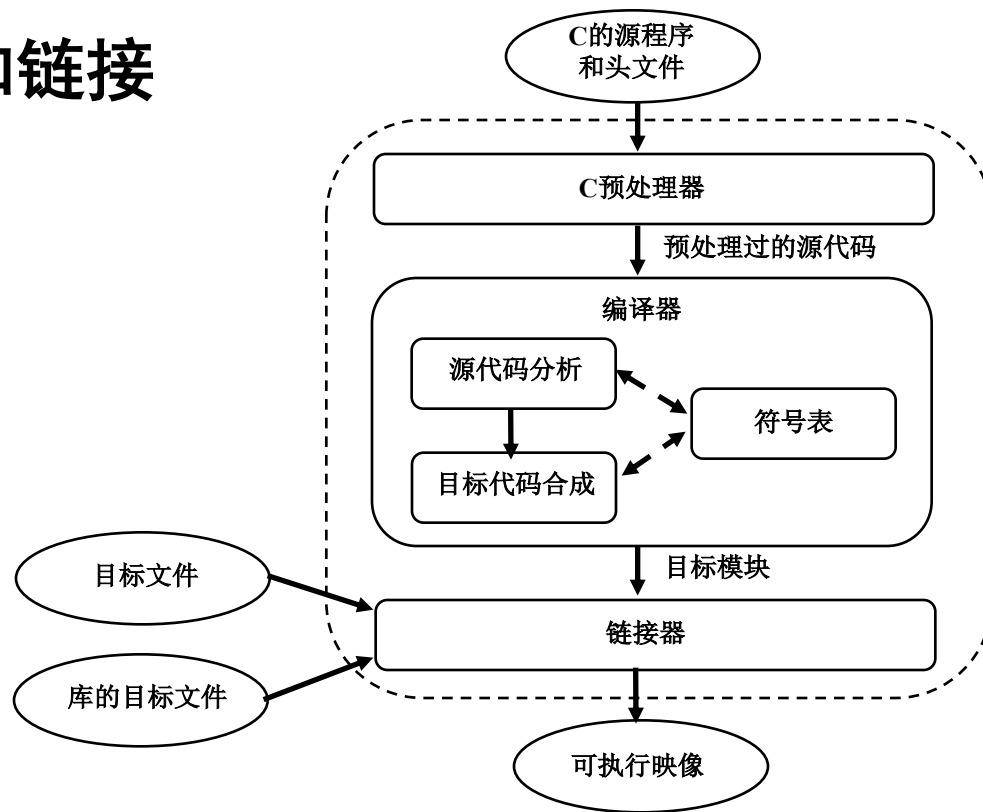 和链接
C的源程序
和头文件
C预处理器
预处理过的源代码
编译器
源代码分析
符号表
目标代码合成
目标文件
目标模块
链接器
库的目标文件
可执行映像